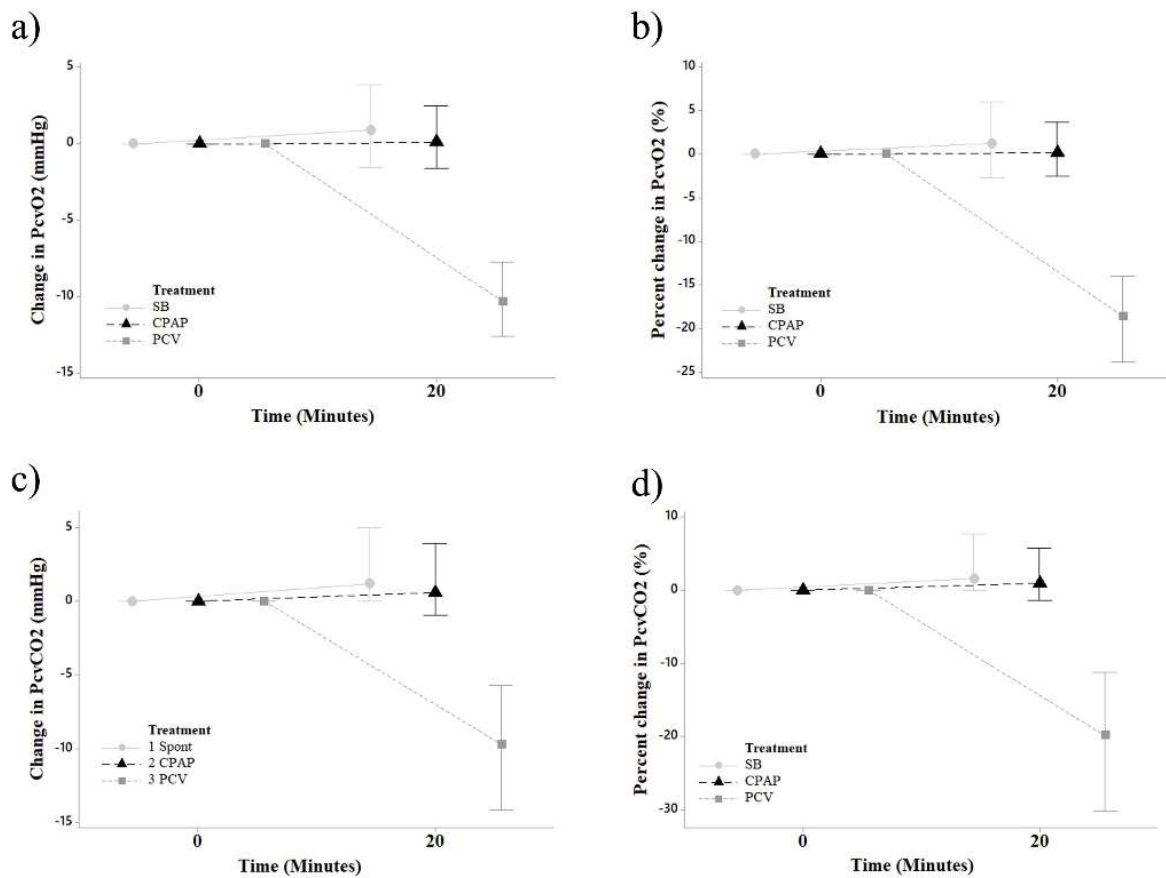 a)
Change in PcvO2 (mmHg)
5
0
-5
-10
-15
Treatment
SB
CPAP
PCV
0
20
Time (Minutes)
b)
Percent change in PcvO2 (%)
10
5
0
-5
-10
-15
-20
-25
Treatment
SB
CPAP
PCV
0
20
Time (Minutes)
c)
Change in PcvCO2 (mmHg)
5
0
-5
-10
-15
Treatment
1 Spont
2 CPAP
3 PCV
0
20
Time (Minutes)
d)
Percent change in PcvCO2 (%)
10
0
-10
-20
-30
Treatment
SB
CPAP
PCV
0
20
Time (Minutes)